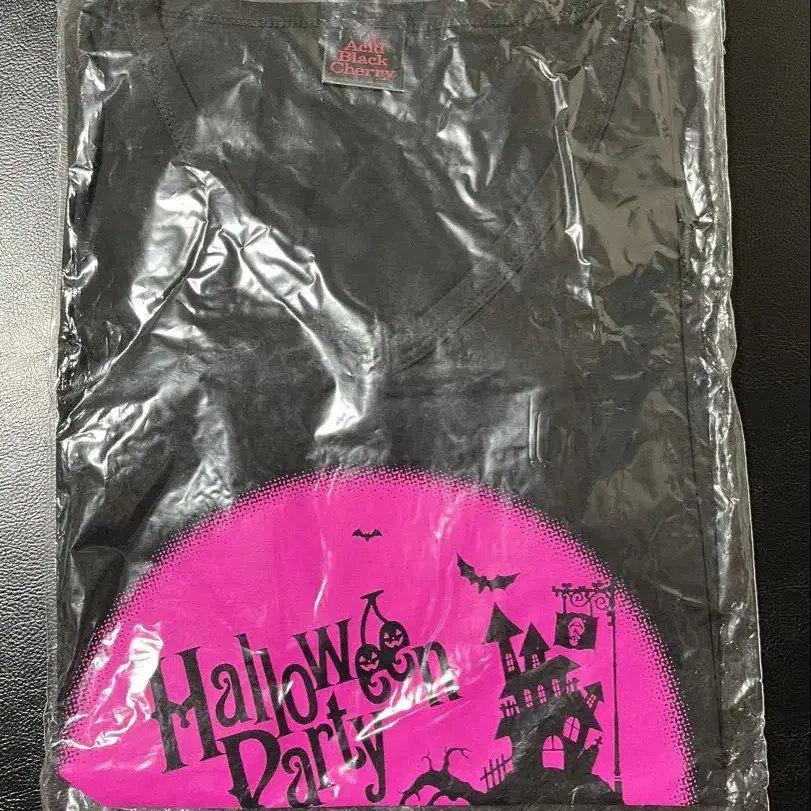 Acid
Black
Cherry
Halloween
Party